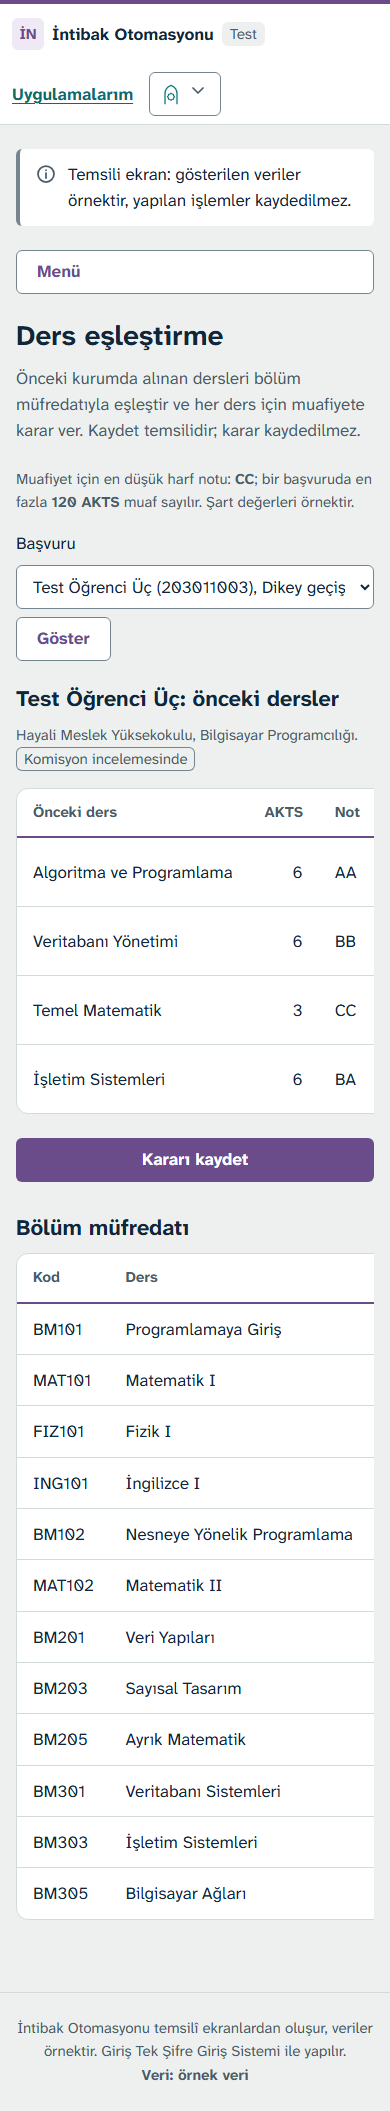 İN İntibak Otomasyonu Test
Uygulamalarım
Temsili ekran: gösterilen veriler
örnektir, yapılan işlemler kaydedilmez.
Menü
Ders eşleştirme
Önceki kurumda alınan dersleri bölüm
müfredatıyla eşleştir ve her ders için muafiyete
karar ver. Kaydet temsilidir; karar kaydedilmez.
Muafiyet için en düşük harf notu: CC; bir başvuruda en
fazla 120 AKTS muaf sayılır. Şart değerleri örnektir.
Başvuru
Test Öğrenci Üç (203011003), Dikey geçiş
Göster
Test Öğrenci Üç: önceki dersler
Hayali Meslek Yüksekokulu, Bilgisayar Programcılığı.
Komisyon incelemesinde
Önceki ders AKTS Not
Algoritma ve Programlama 6 AA
Veritabanı Yönetimi 6 BB
Temel Matematik 3 CC
İşletim Sistemleri 6 BA
Kararı kaydet
Bölüm müfredatı
Kod Ders
BM101 Programlamaya Giriş
MAT101 Matematik I
FIZ101 Fizik I
ING101 İngilizce I
BM102 Nesneye Yönelik Programlama
MAT102 Matematik II
BM201 Veri Yapıları
BM203 Sayısal Tasarım
BM205 Ayrık Matematik
BM301 Veritabanı Sistemleri
BM303 İşletim Sistemleri
BM305 Bilgisayar Ağları
İntibak Otomasyonu temsilî ekranlardan oluşur, veriler
örnektir. Giriş Tek Şifre Giriş Sistemi ile yapılır.
Veri: örnek veri